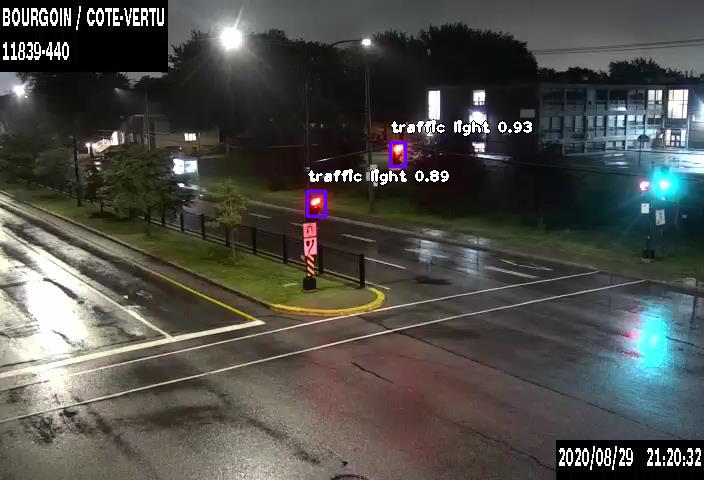 BOURGOIN / COTE-VERTU
11839-440
traffic light 0.93
traffic light 0.89
2020/08/29 21:20:32